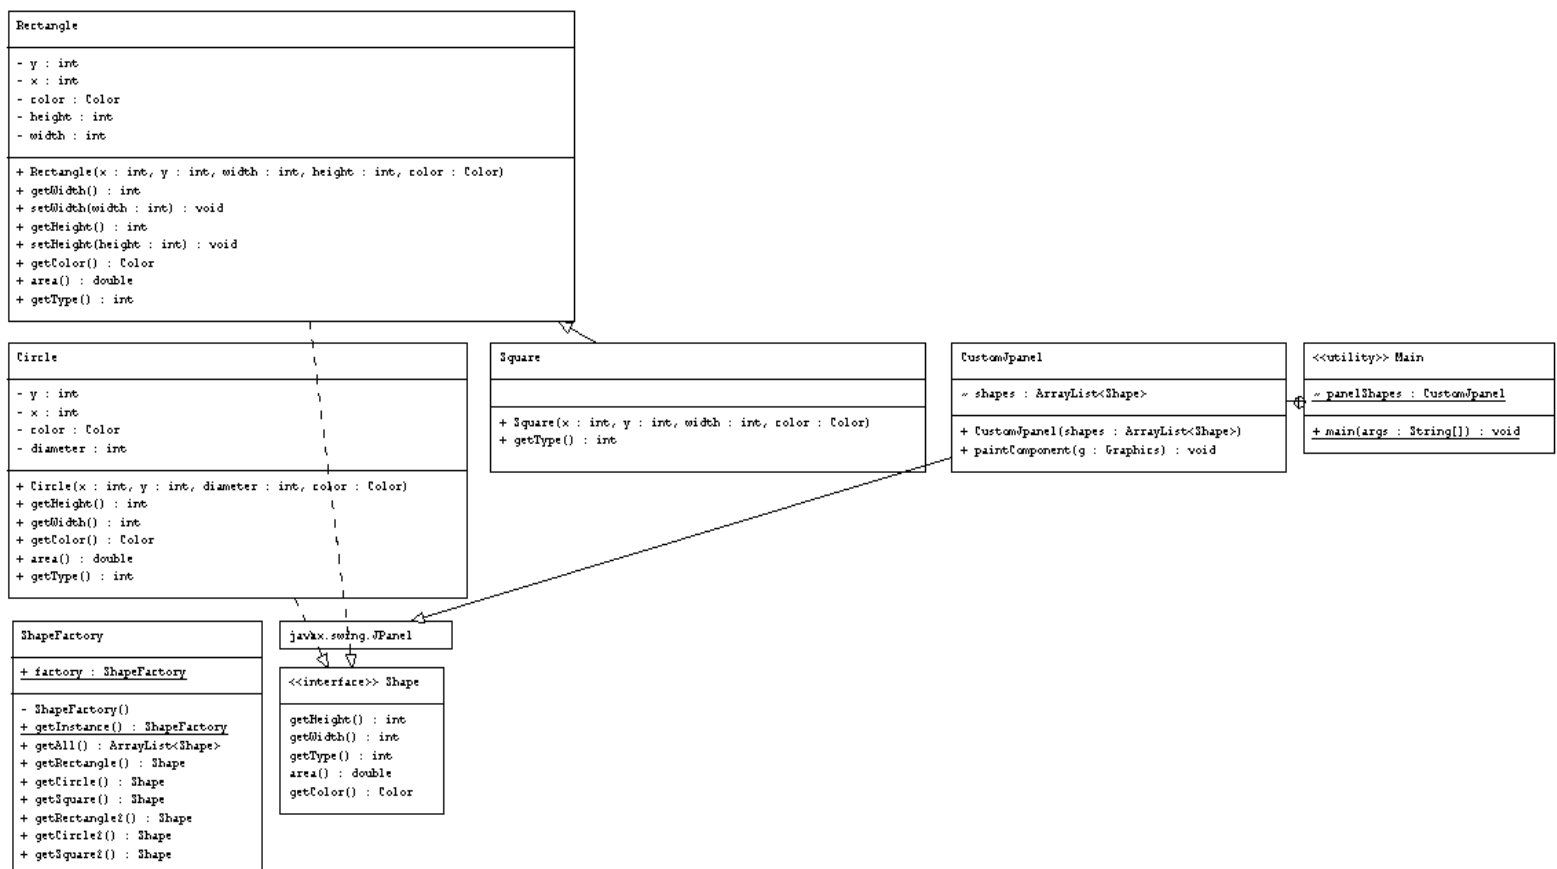 Rectangle
- y : int
- x : int
- color : Color
- height : int
- width : int
+ Rectangle(x : int, y : int, width : int, height : int, color : Color)
+ getWidth() : int
+ setWidth(width : int) : void
+ getHeight() : int
+ setHeight(height : int) : void
+ getColor() : Color
+ area() : double
+ getType() : int
Circle
- y : int
- x : int
- color : Color
- diameter : int
+ Circle(x : int, y : int, diameter : int, color : Color)
+ getHeight() : int
+ getWidth() : int
+ getColor() : Color
+ area() : double
+ getType() : int
Square
+ Square(x : int, y : int, width : int, color : Color)
+ getType() : int
CustomJpanel
~ shapes : ArrayList<Shape>
+ CustomJpanel(shapes : ArrayList<Shape>)
+ paintComponent(g : Graphics) : void
<<utility>> Main
~ panelShapes : CustomJpanel
+ main(args : String[]) : void
ShapeFactory
+ factory : ShapeFactory
- ShapeFactory()
+ getInstance() : ShapeFactory
+ getAll() : ArrayList<Shape>
+ getRectangle() : Shape
+ getCircle() : Shape
+ getSquare() : Shape
+ getRectangle2() : Shape
+ getCircle2() : Shape
+ getSquare2() : Shape
javax.swing.JPanel
<<interface>> Shape
getHeight() : int
getWidth() : int
getType() : int
area() : double
getColor() : Color